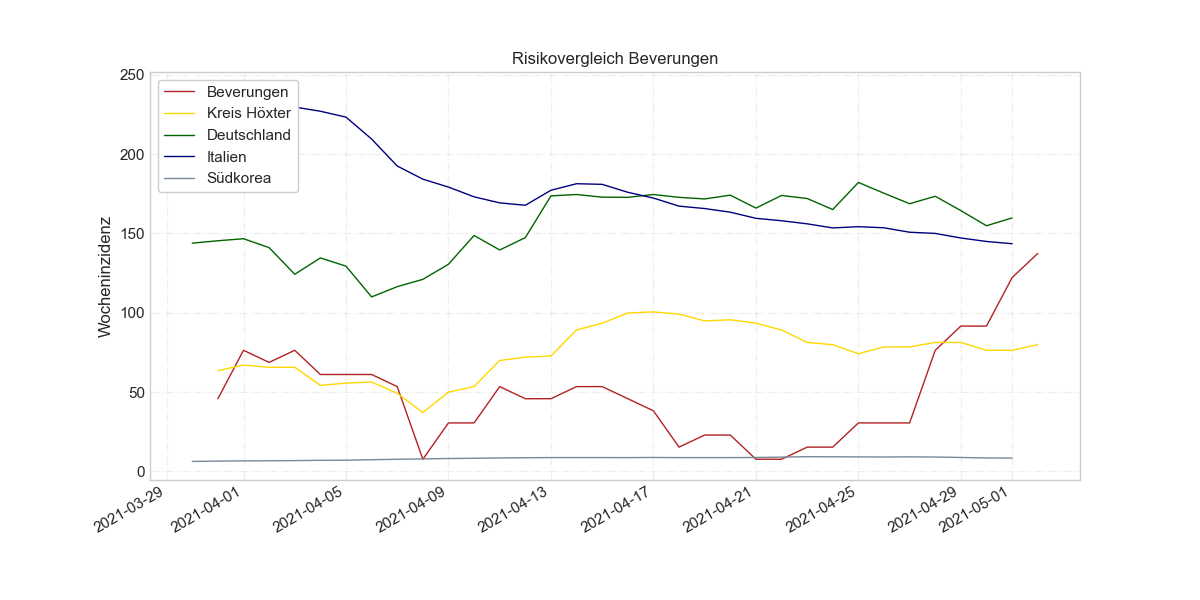 Risikovergleich Beverungen
Wocheninzidenz
250
200
150
100
50
0
Beverungen
Kreis Höxter
Deutschland
Italien
Südkorea
2021-03-29
2021-04-01
2021-04-05
2021-04-09
2021-04-13
2021-04-17
2021-04-21
2021-04-25
2021-04-29
2021-05-01